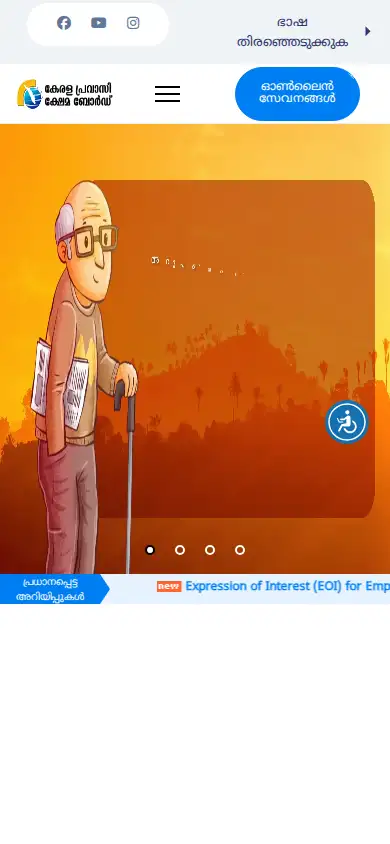 ഭാഷ
തിരഞ്ഞെടുക്കുക
കേരള പ്രവാസി
ക്ഷേമ ബോർഡ്
ഓൺലൈൻ
സേവനങ്ങൾ
പ്രധാനപ്പെട്ട
അറിയിപ്പുകൾ
new Expression of Interest (EOI) for Emp